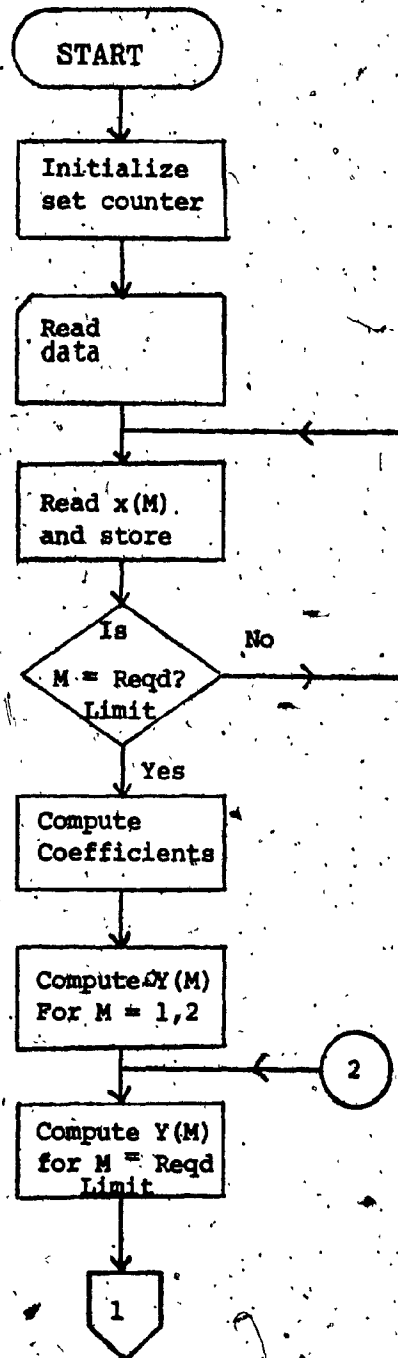 START
Initialize
set counter
Read
data
Read x(M)
and store
Is
M = Reqd?
Limit
No
Yes
Compute
Coefficients
Compute Y(M)
For M = 1,2
2
Compute Y(M)
for M = Reqd
Limit
1